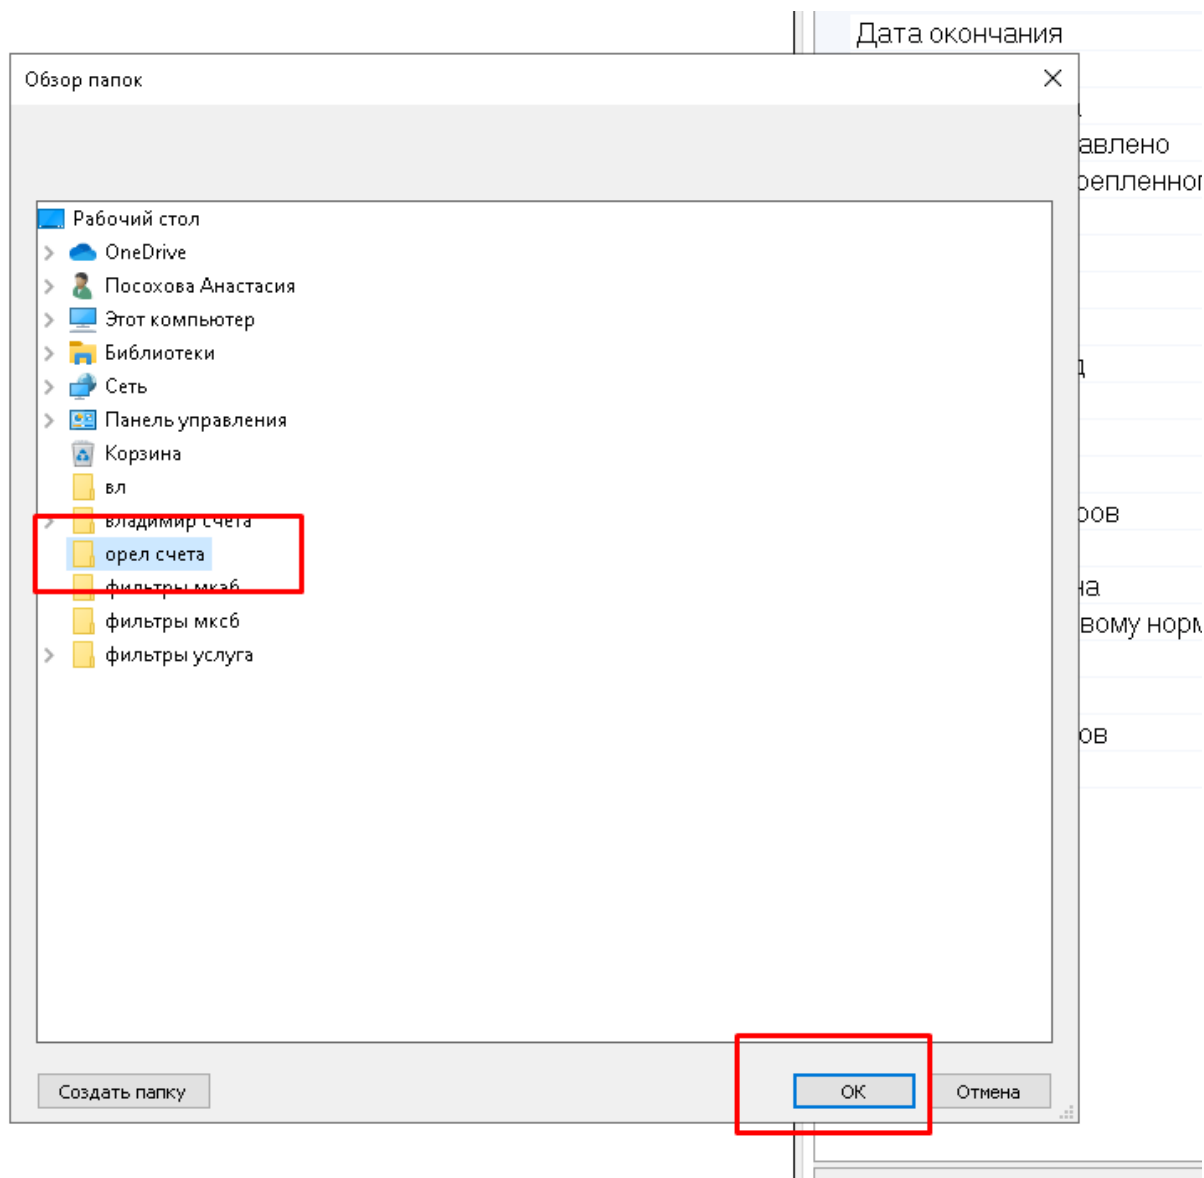 Дата окончания
Обзор папок
авлено
Рабочий стол
OneDrive
Посохова Анастасия
Этот компьютер
Библиотеки
Сеть
Панель управления
Корзина
вл
владимир счета
ров
орел счета
фильтры мкаб
на
фильтры мксб
вому норм
фильтры услуга
ов
Создать папку
ОК
Отмена